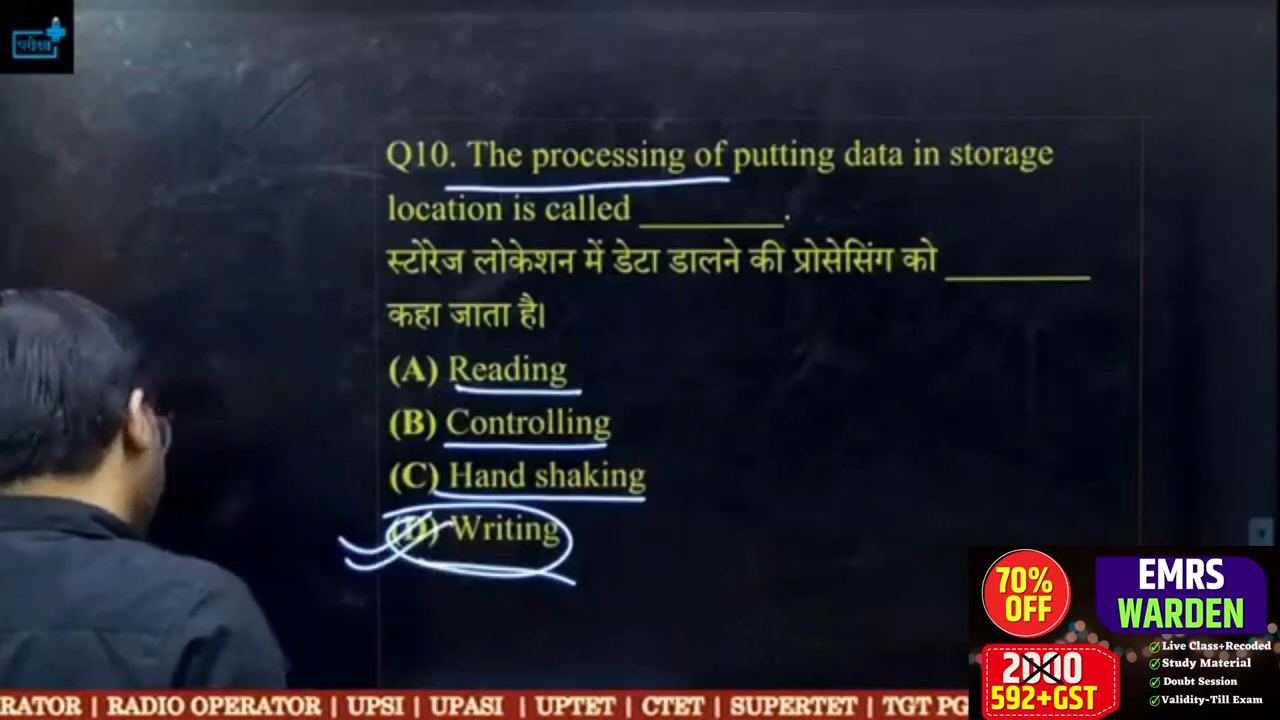 परीक्षा
Q10. The processing of putting data in storage
location is called ________.
स्टोरेज लोकेशन में डेटा डालने की प्रोसेसिंग को ________
कहा जाता है।
(A) Reading
(B) Controlling
(C) Hand shaking
(D) Writing
70%
OFF
EMRS
WARDEN
2000
592+GST
Live Class+Recoded
Study Material
Doubt Session
Validity-Till Exam
RATOR | RADIO OPERATOR | UPSI | UPASI | UPTET | CTET | SUPERTET | TGT PG